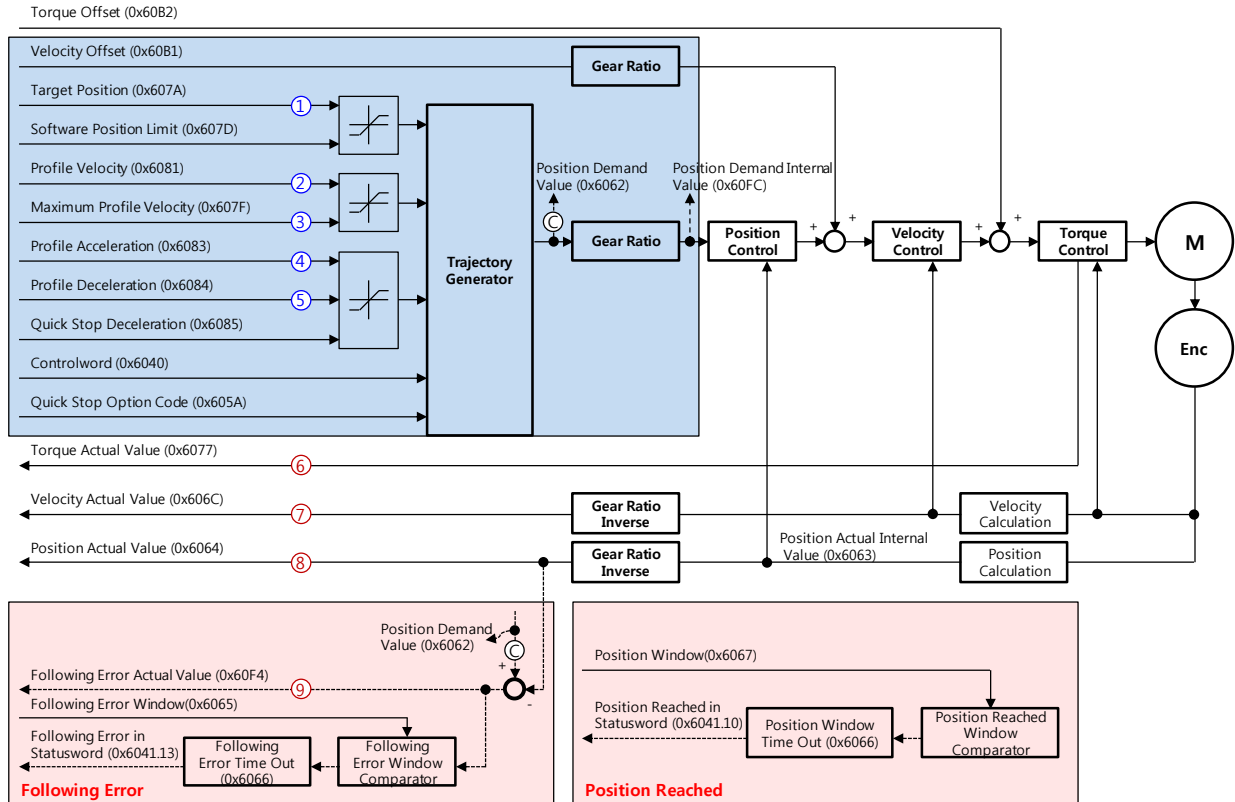 Torque Offset (0x60B2)
Velocity Offset (0x60B1)
Gear Ratio
Target Position (0x607A)
1
Software Position Limit (0x607D)
Profile Velocity (0x6081)
2
Maximum Profile Velocity (0x607F)
3
Profile Acceleration (0x6083)
4
Profile Deceleration (0x6084)
5
Quick Stop Deceleration (0x6085)
Controlword (0x6040)
Quick Stop Option Code (0x605A)
Trajectory
Generator
Position Demand
Value (0x6062)
C
Gear Ratio
Position Demand Internal
Value (0x60FC)
Position
Control
+
+
Velocity
Control
+
+
Torque
Control
M
Enc
Torque Actual Value (0x6077)
6
Velocity Actual Value (0x606C)
7
Gear Ratio
Inverse
Velocity
Calculation
Position Actual Value (0x6064)
8
Gear Ratio
Inverse
Position Actual Internal
Value (0x6063)
Position
Calculation
Position Demand
Value (0x6062)
C
+
-
Following Error Actual Value (0x60F4)
9
Following Error Window(0x6065)
Following Error in
Statusword (0x6041.13)
Following
Error Time Out
(0x6066)
Following
Error Window
Comparator
Following Error
Position Window(0x6067)
Position Reached in
Statusword (0x6041.10)
Position Window
Time Out (0x6066)
Position Reached
Window
Comparator
Position Reached